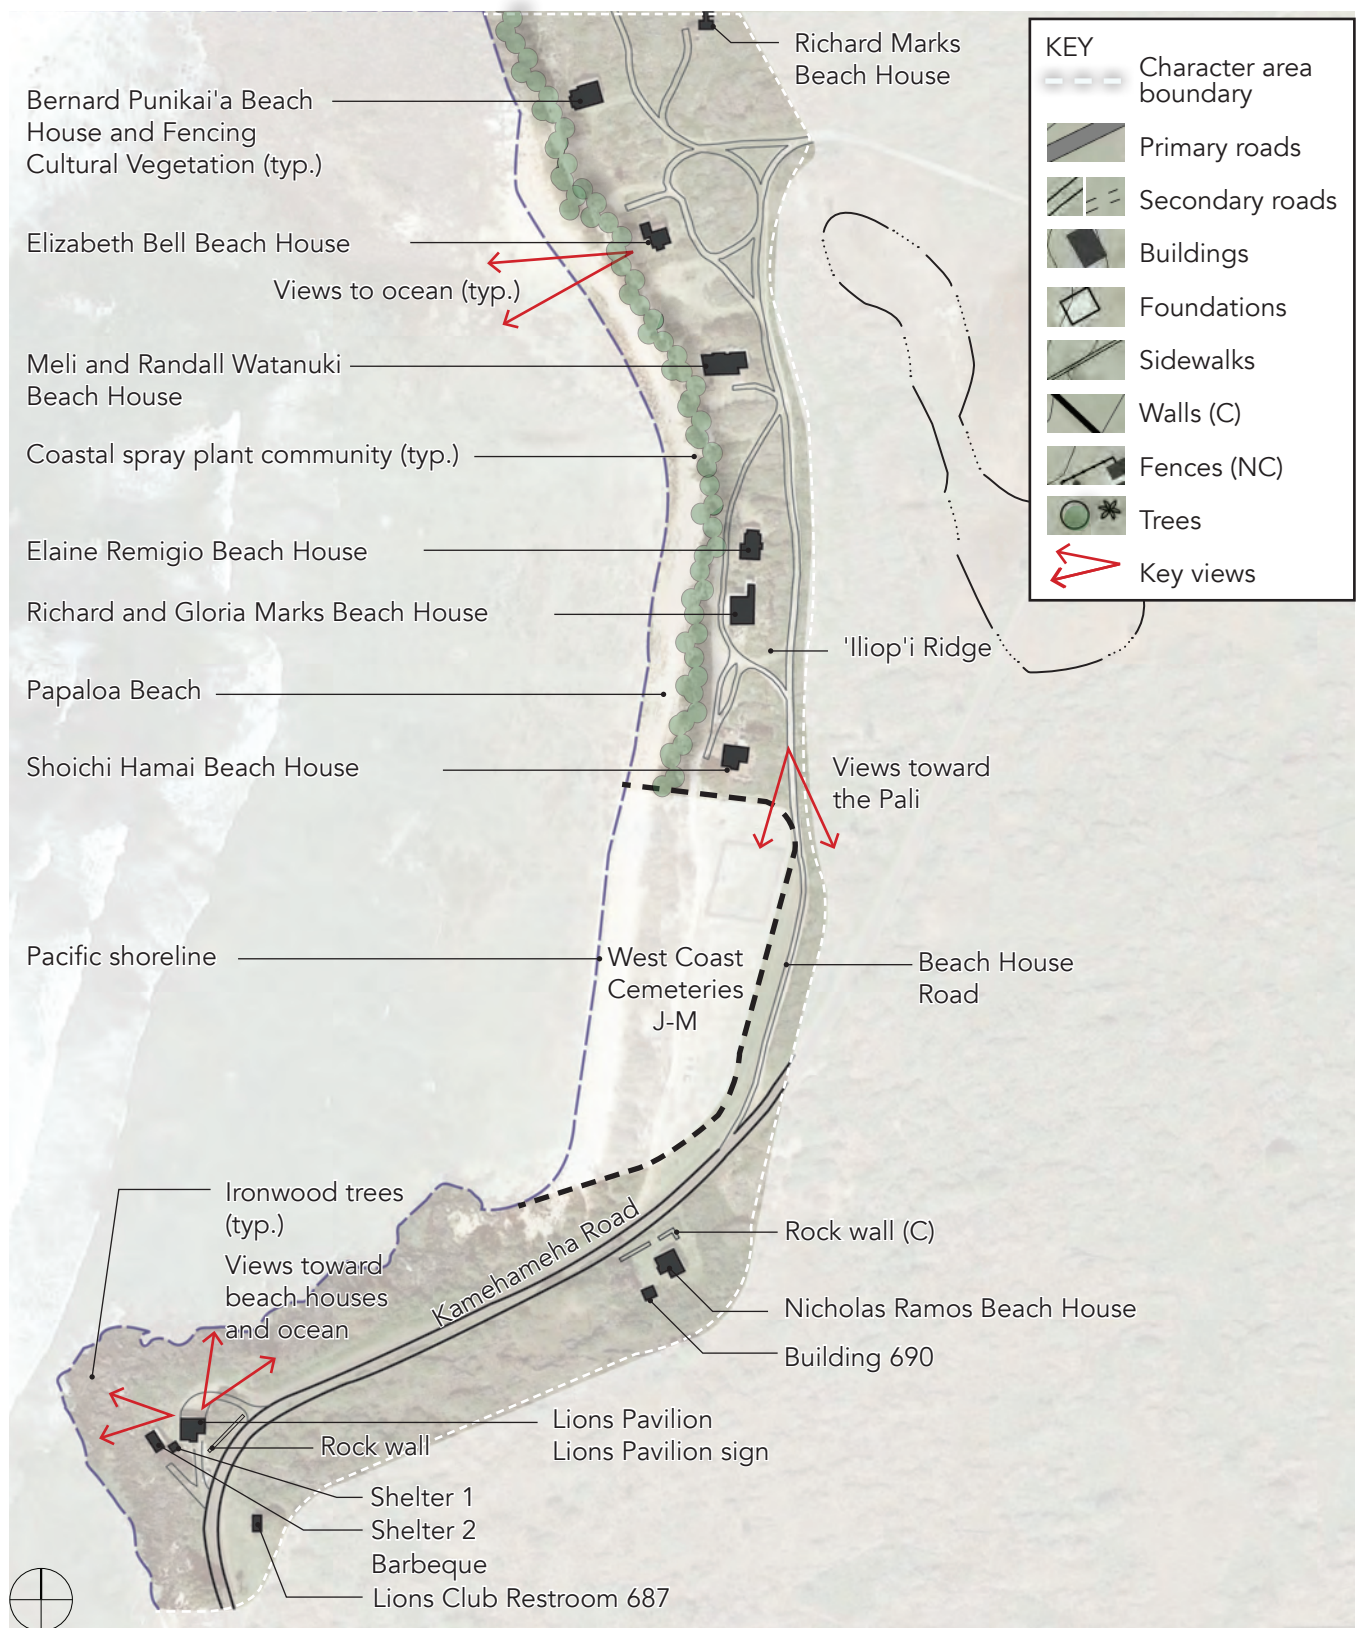 Richard Marks
Beach House
Bernard Punikai'a Beach
House and Fencing
Cultural Vegetation (typ.)
Elizabeth Bell Beach House
Views to ocean (typ.)
Meli and Randall Watanuki
Beach House
Coastal spray plant community (typ.)
Elaine Remigio Beach House
Richard and Gloria Marks Beach House
'Iliop'i Ridge
Papaloa Beach
Shoichi Hamai Beach House
Views toward
the Pali
Pacific shoreline
West Coast
Cemeteries
J-M
Beach House
Road
Ironwood trees
(typ.)
Views toward
beach houses
and ocean
Kamehameha Road
Rock wall (C)
Nicholas Ramos Beach House
Building 690
Lions Pavilion
Lions Pavilion sign
Rock wall
Shelter 1
Shelter 2
Barbeque
Lions Club Restroom 687
KEY
Character area
boundary
Primary roads
Secondary roads
Buildings
Foundations
Sidewalks
Walls (C)
Fences (NC)
Trees
Key views